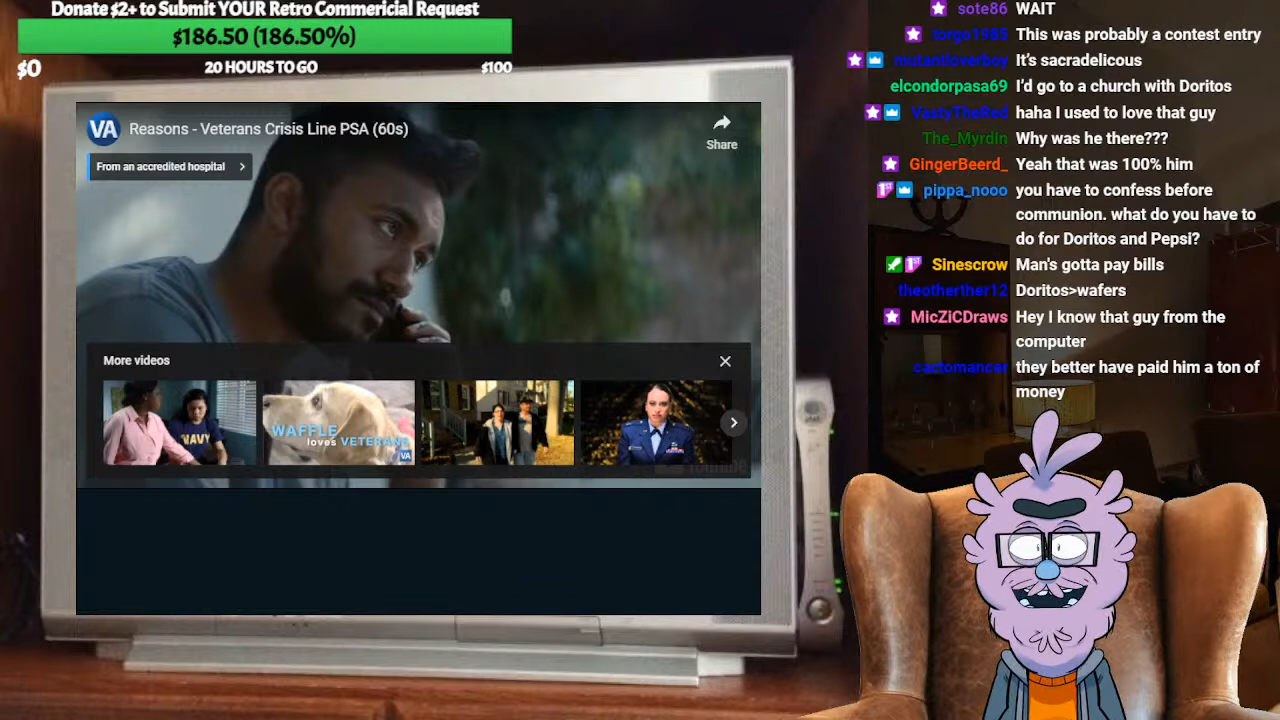 Donate $2+ to Submit YOUR Retro Commericial Request
$186.50 (186.50%)
$0
20 HOURS TO GO
$100
VA
Reasons - Veterans Crisis Line PSA (60s)
Share
From an accredited hospital
More videos
NAVY
WAFFLE
loves VETERANS
VA
YouTube
sote86 WAIT
torgo1985 This was probably a contest entry
mutantloverboy It's sacradelicous
elcondorpasa69 I'd go to a church with Doritos
VastyTheRed haha I used to love that guy
The_Myrdin Why was he there???
GingerBeerd_ Yeah that was 100% him
pippa_nooo you have to confess before
communion. what do you have to
do for Doritos and Pepsi?
Sinescrow Man's gotta pay bills
theotherther12 Doritos>wafers
MicZiCDraws Hey I know that guy from the
computer
cactomancer they better have paid him a ton of
money